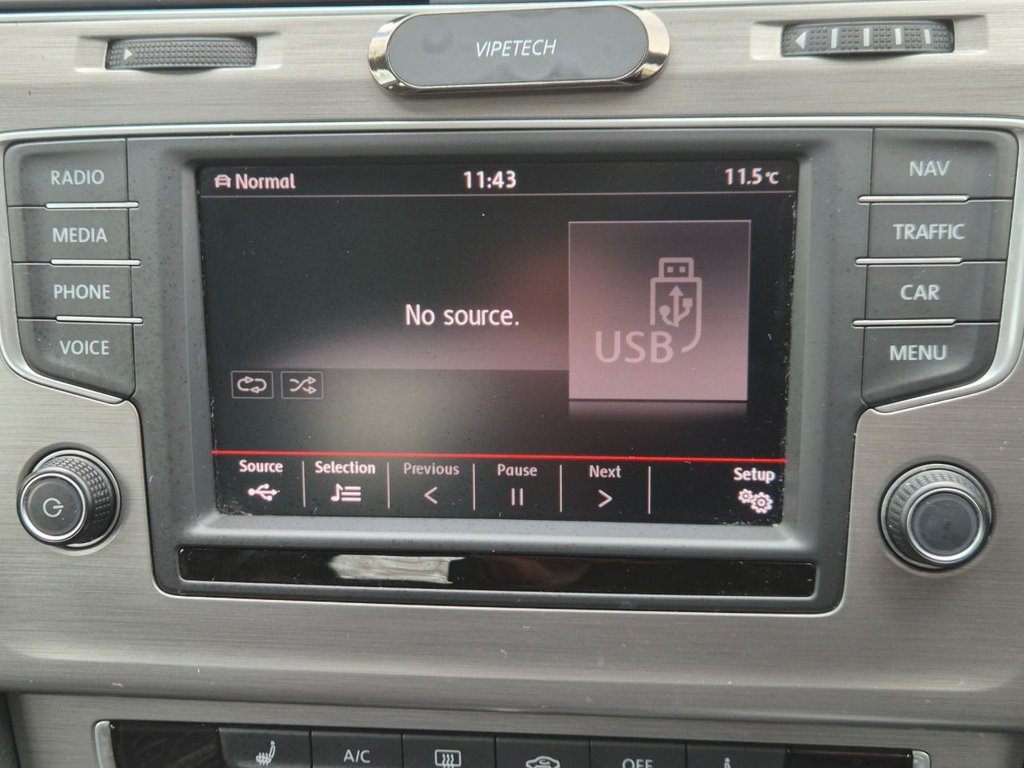 VIPETECH
RADIO
MEDIA
PHONE
VOICE
Normal 11:43 11.5°C
No source.
USB
Source Selection Previous Pause Next Setup
NAV
TRAFFIC
CAR
MENU
A/C OFF